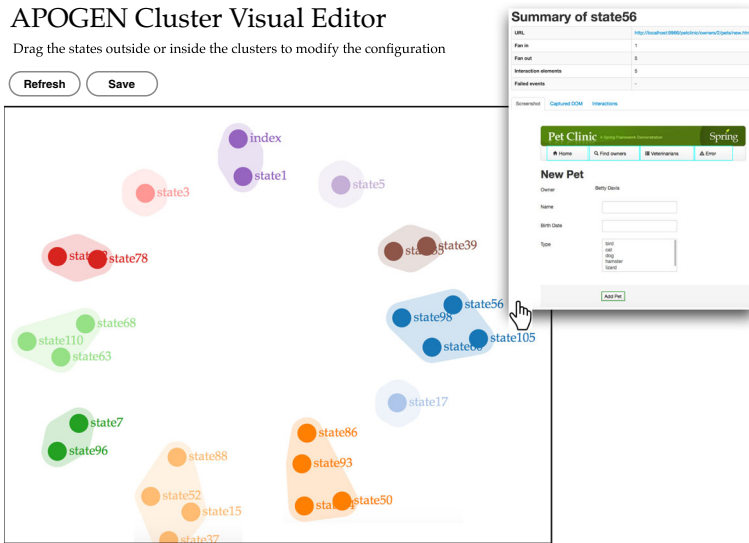 APOGEN Cluster Visual Editor
Drag the states outside or inside the clusters to modify the configuration
Refresh
Save
index
state1
state3
state5
state78
state39
state68
state110
state63
state56
state98
state105
state7
state96
state17
state88
state52
state15
state37
state86
state93
state50
Summary of state56
URL
Fan in 1
Fan out 5
Interaction elements 5
Failed events -
Screenshot Captured DOM Interactions
Pet Clinic A Spring Framework Demonstration Spring
Home Find owners Veterinarians Error
New Pet
Owner Betty Davis
Name
Birth Date
Type bird
cat
dog
hamster
lizard
Add Pet